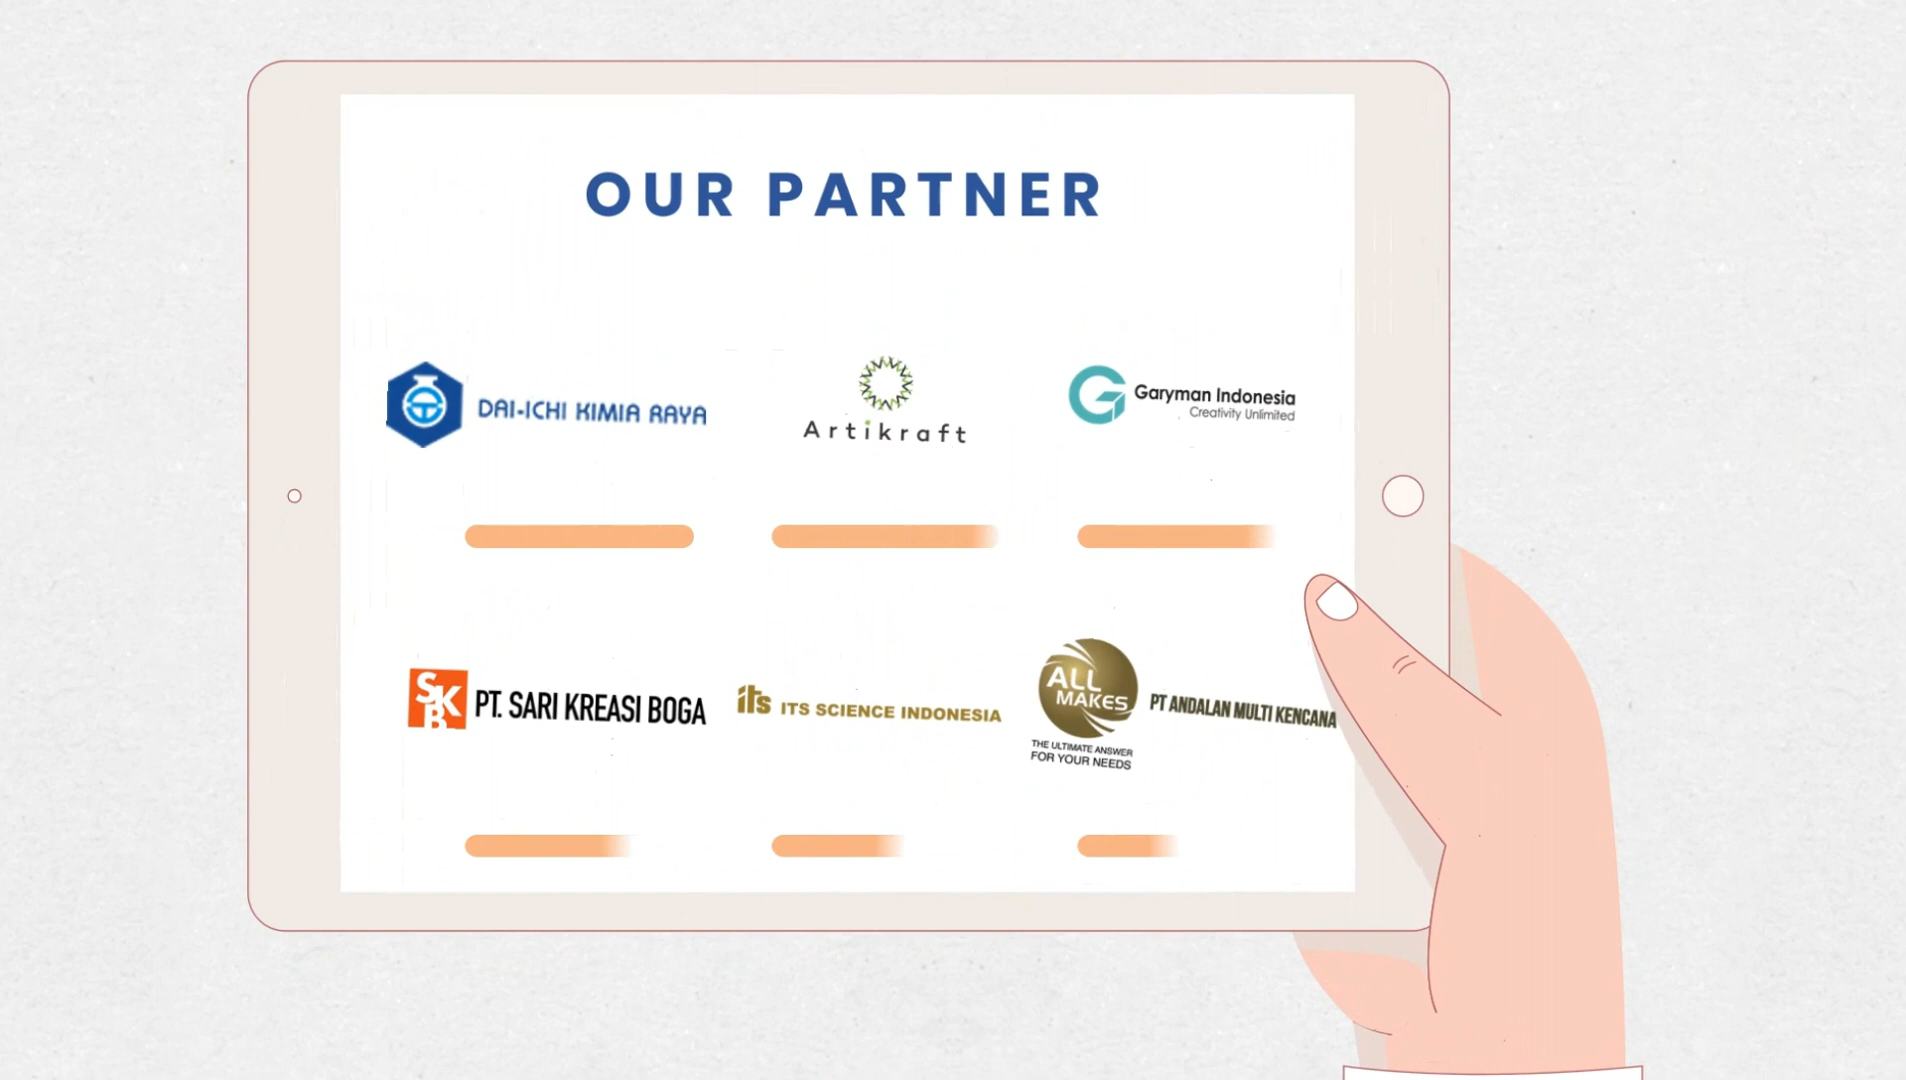 OUR PARTNER
DAI-ICHI KIMIA RAYA
Artikraft
Garyman Indonesia
Creativity Unlimited
SKB
PT. SARI KREASI BOGA
its
ITS SCIENCE INDONESIA
ALL
MAKES
THE ULTIMATE ANSWER
FOR YOUR NEEDS
PT ANDALAN MULTI KENCANA